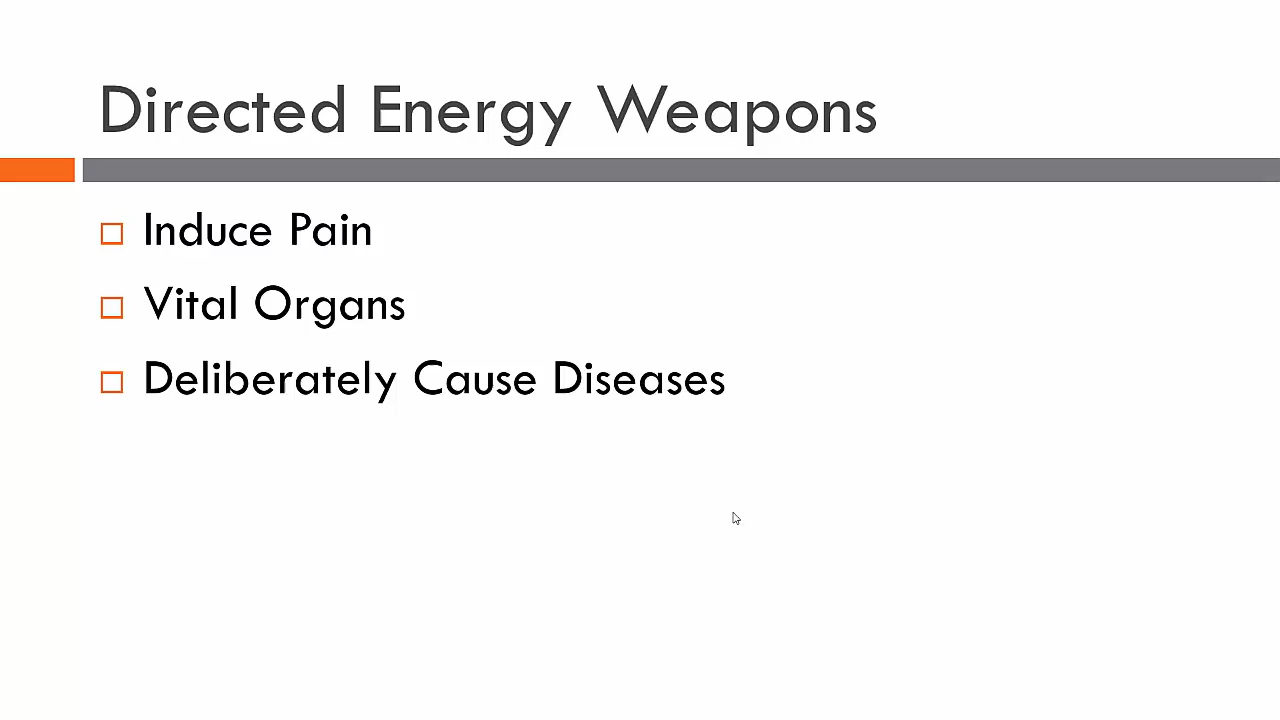 Directed Energy Weapons
Induce Pain
Vital Organs
Deliberately Cause Diseases